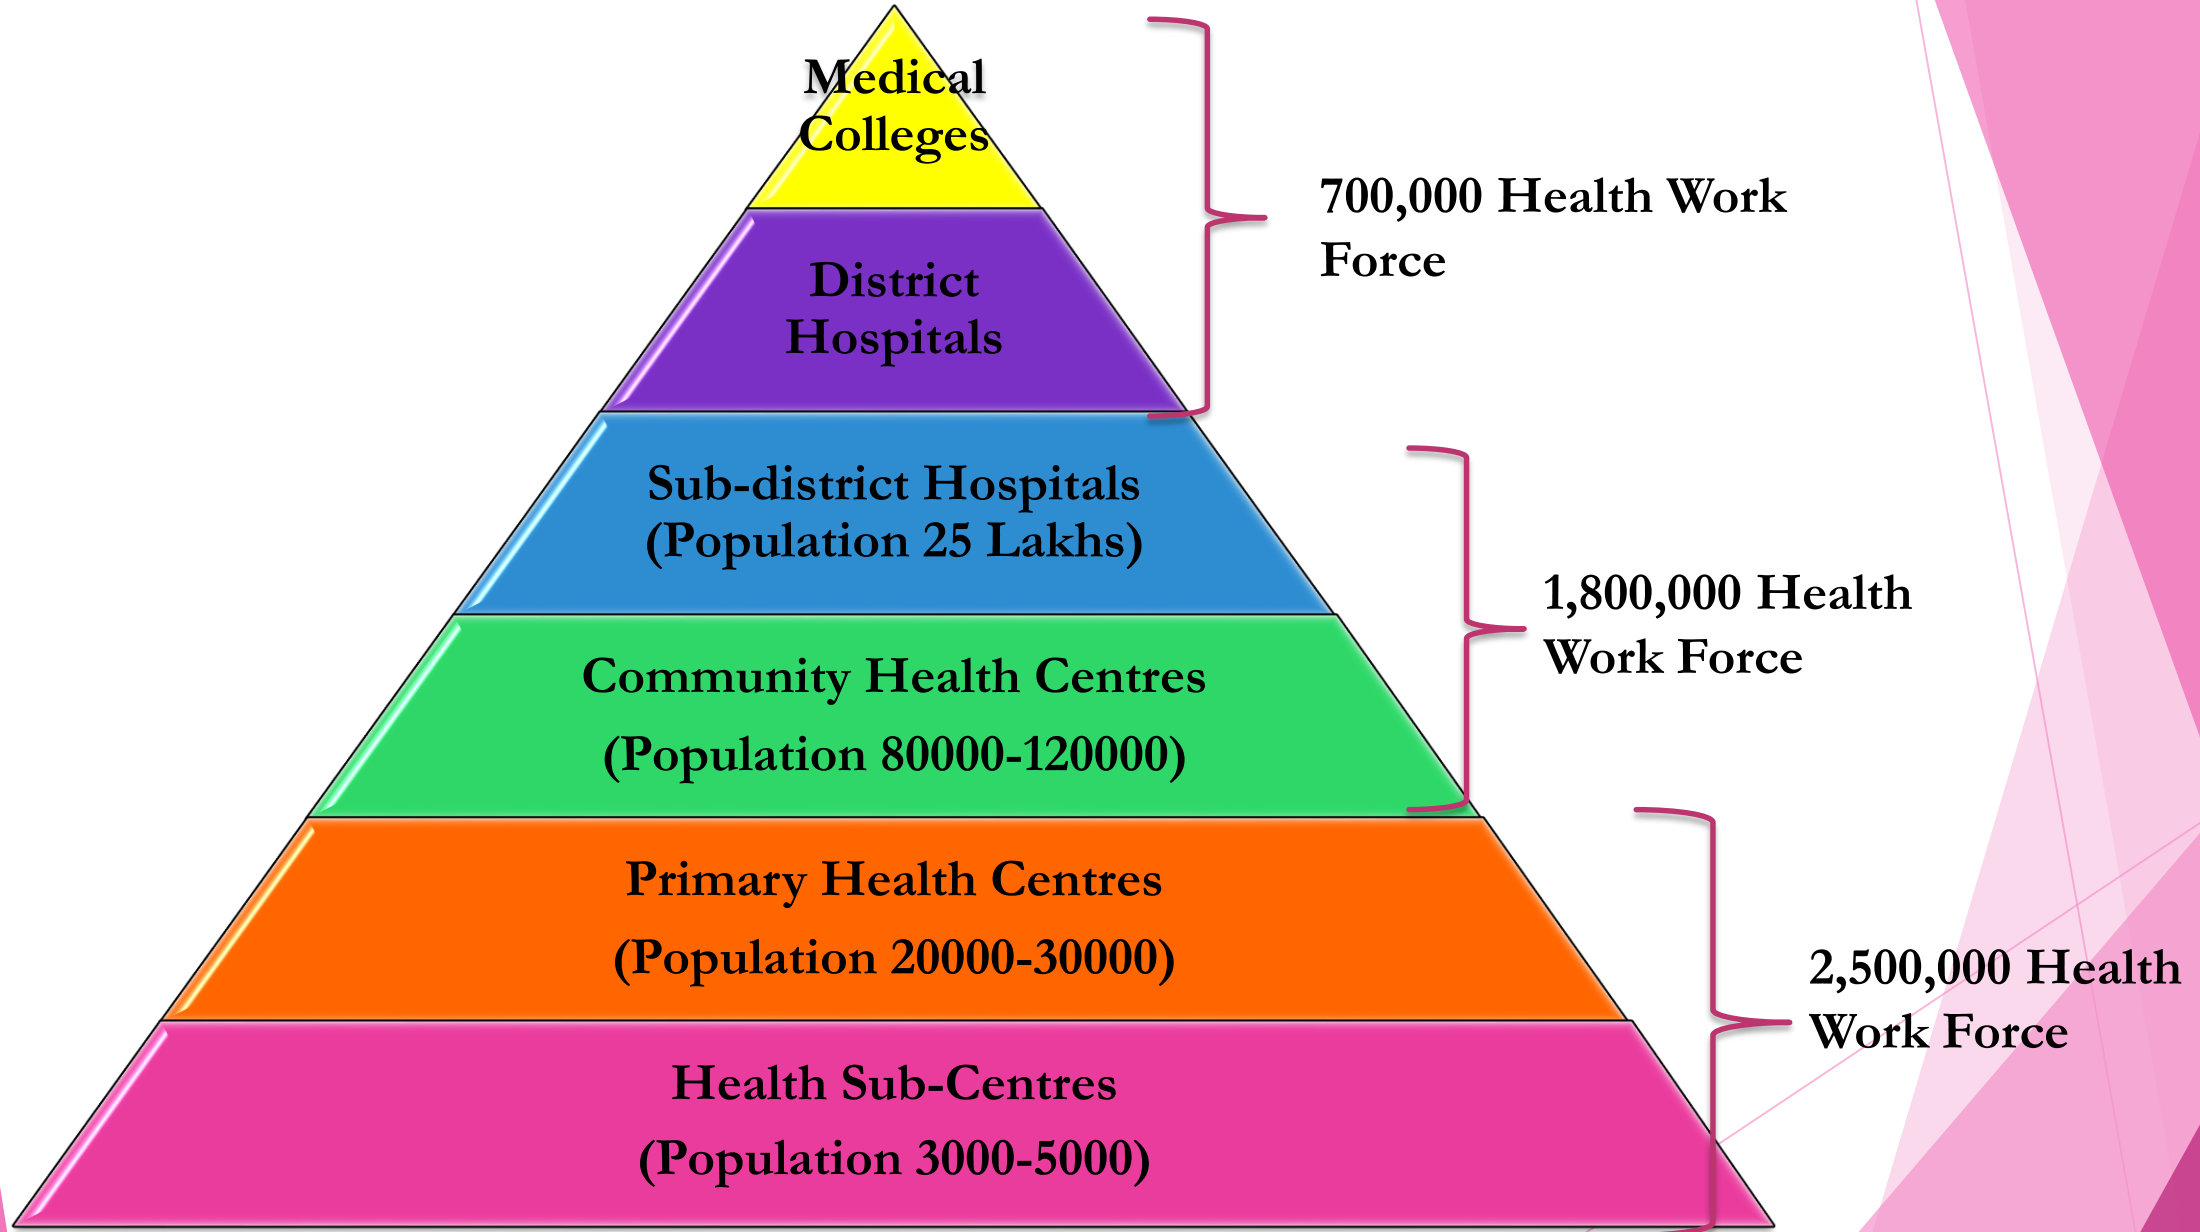 Medical
Colleges
700,000 Health Work
Force
District
Hospitals
Sub-district Hospitals
(Population 25 Lakhs)
1,800,000 Health
Work Force
Community Health Centres
(Population 80000-120000)
Primary Health Centres
(Population 20000-30000)
2,500,000 Health
Work Force
Health Sub-Centres
(Population 3000-5000)